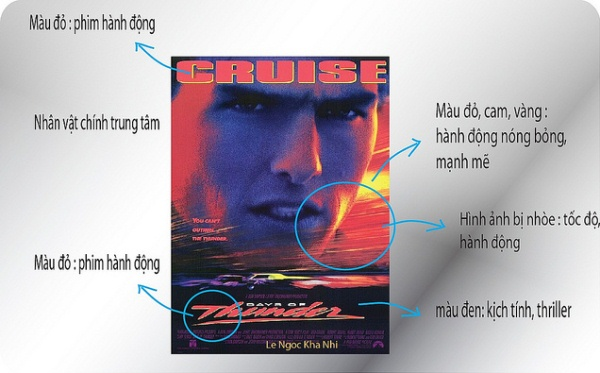 Màu đỏ : phim hành động
CRUISE
Nhân vật chính trung tâm
Màu đỏ, cam, vàng :
hành động nóng bỏng,
mạnh mẽ
YOU CAN'T
OUTRUN
THE THUNDER
Hình ảnh bị nhòe : tốc độ,
hành động
Màu đỏ : phim hành động
DAYS OF
Thunder
màu đen: kịch tính, thriller
Le Ngoc Kha Nhi